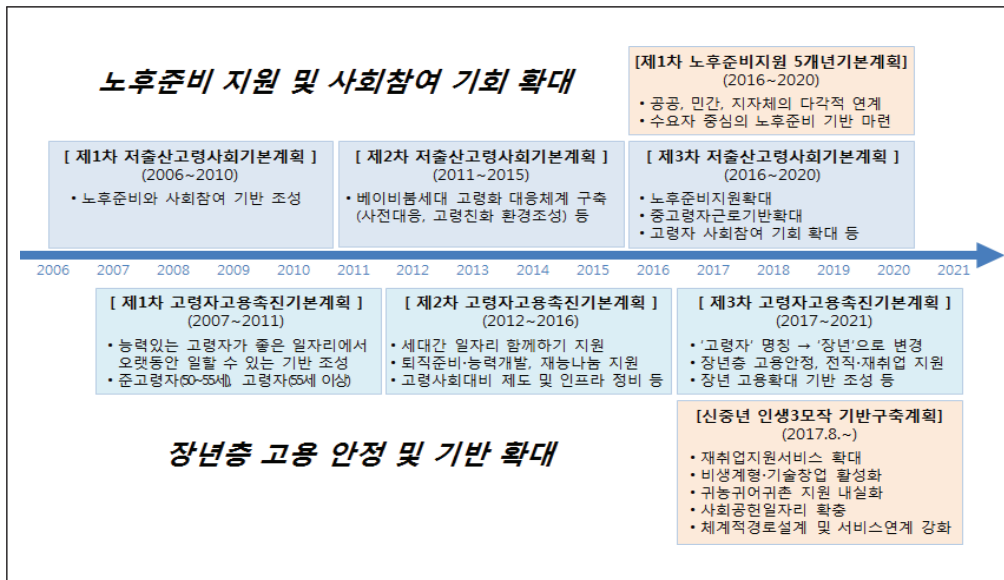 노후준비 지원 및 사회참여 기회 확대
[제1차 노후준비지원 5개년기본계획]
(2016~2020)
• 공공, 민간, 지자체의 다각적 연계
• 수요자 중심의 노후준비 기반 마련
[ 제1차 저출산고령사회기본계획 ]
(2006~2010)
• 노후준비와 사회참여 기반 조성
[ 제2차 저출산고령사회기본계획 ]
(2011~2015)
• 베이비붐세대 고령화 대응체계 구축
(사전대응, 고령친화 환경조성) 등
[ 제3차 저출산고령사회기본계획 ]
(2016~2020)
• 노후준비지원확대
• 중고령자근로기반확대
• 고령자 사회참여 기회 확대 등
2006 2007 2008 2009 2010 2011 2012 2013 2014 2015 2016 2017 2018 2019 2020 2021
[ 제1차 고령자고용촉진기본계획 ]
(2007~2011)
• 능력있는 고령자가 좋은 일자리에서
오랫동안 일할 수 있는 기반 조성
• 준고령자(50~55세), 고령자(55세 이상)
[ 제2차 고령자고용촉진기본계획 ]
(2012~2016)
• 세대간 일자리 함께하기 지원
• 퇴직준비·능력개발, 재능나눔 지원
• 고령사회대비 제도 및 인프라 정비 등
[ 제3차 고령자고용촉진기본계획 ]
(2017~2021)
• '고령자' 명칭 → '장년'으로 변경
• 장년층 고용안정, 전직·재취업 지원
• 장년 고용확대 기반 조성 등
장년층 고용 안정 및 기반 확대
[신중년 인생3모작 기반구축계획]
(2017.8.~)
• 재취업지원서비스 확대
• 비생계형·기술창업 활성화
• 귀농귀어귀촌 지원 내실화
• 사회공헌일자리 확충
• 체계적경로설계 및 서비스연계 강화